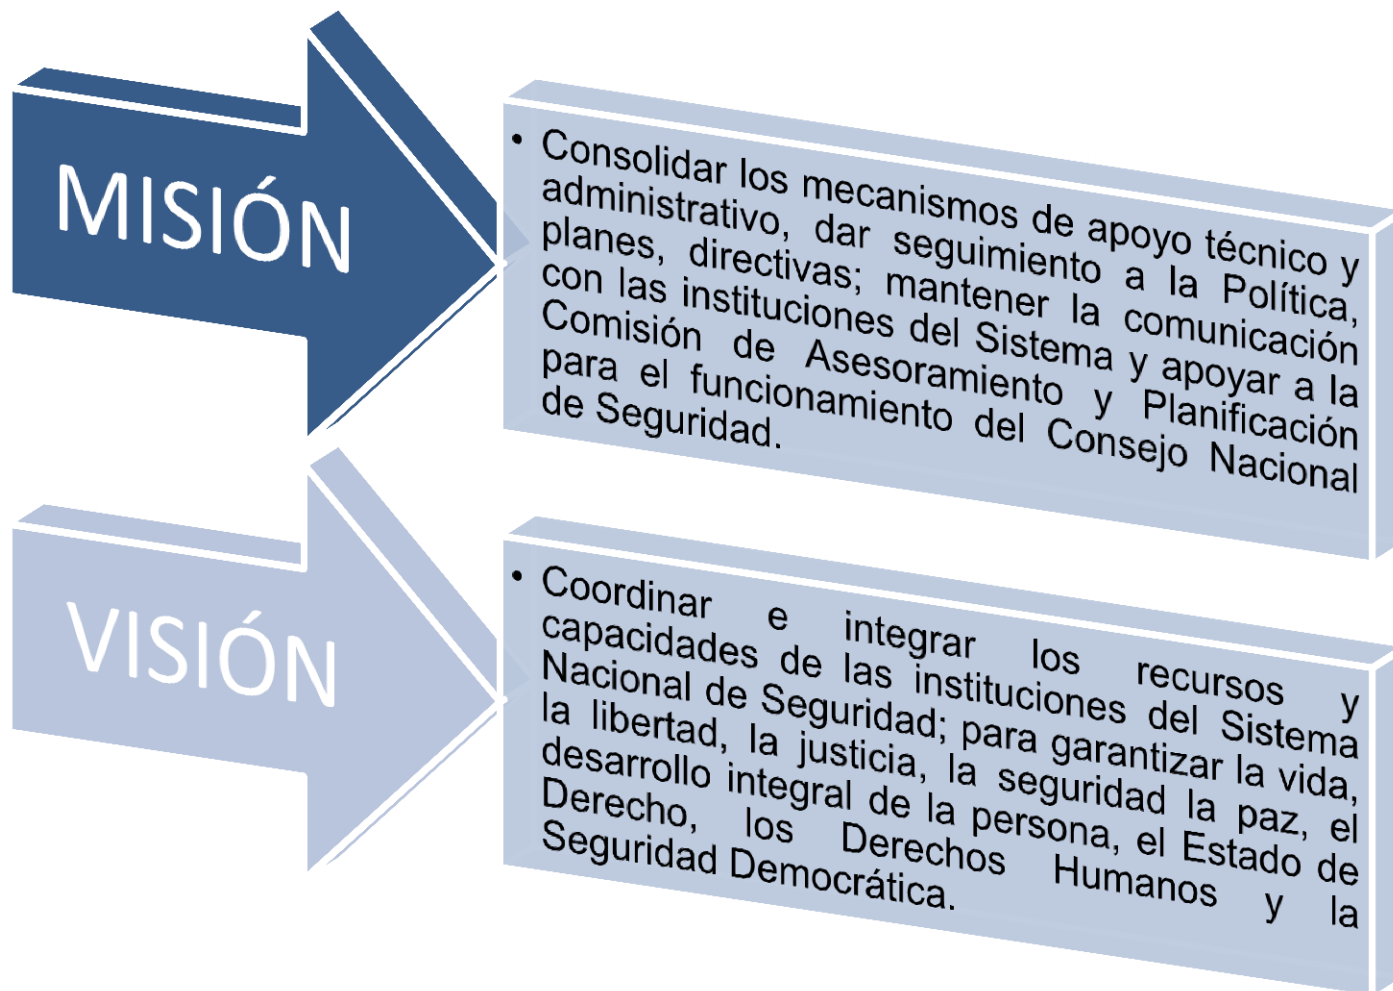 MISIÓN
• Consolidar los mecanismos de apoyo técnico y
administrativo, dar seguimiento a la Política,
planes, directivas; mantener la comunicación
con las instituciones del Sistema y apoyar a la
Comisión de Asesoramiento y Planificación
para el funcionamiento del Consejo Nacional
de Seguridad.
VISIÓN
• Coordinar e integrar los recursos y
capacidades de las instituciones del Sistema
Nacional de Seguridad; para garantizar la vida,
la libertad, la justicia, la seguridad la paz, el
desarrollo integral de la persona, el Estado de
Derecho, los Derechos Humanos y la
Seguridad Democrática.